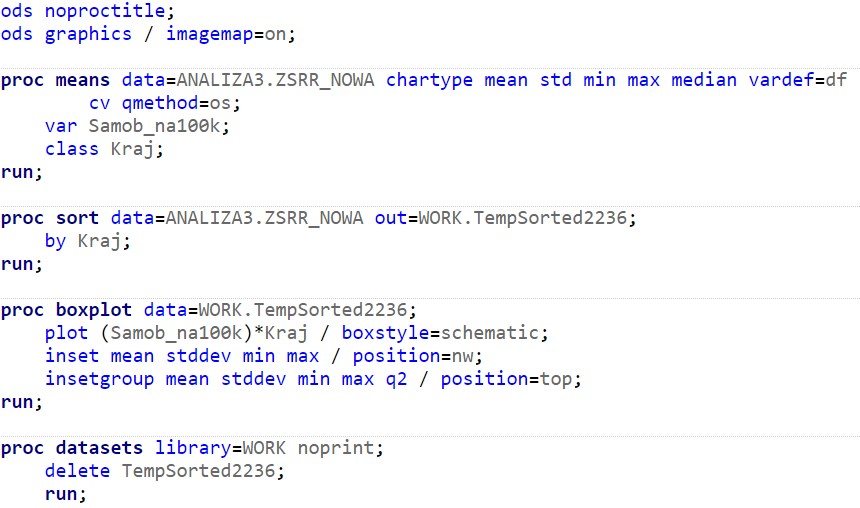 ods noproctitle;
ods graphics / imagemap=on;
proc means data=ANALIZA3.ZSRR_NOWA chartype mean std min max median vardef=df
cv qmethod=os;
var Samob_na100k;
class Kraj;
run;
proc sort data=ANALIZA3.ZSRR_NOWA out=WORK.TempSorted2236;
by Kraj;
run;
proc boxplot data=WORK.TempSorted2236;
plot (Samob_na100k)*Kraj / boxstyle=schematic;
inset mean stddev min max / position=nw;
insetgroup mean stddev min max q2 / position=top;
run;
proc datasets library=WORK noprint;
delete TempSorted2236;
run;